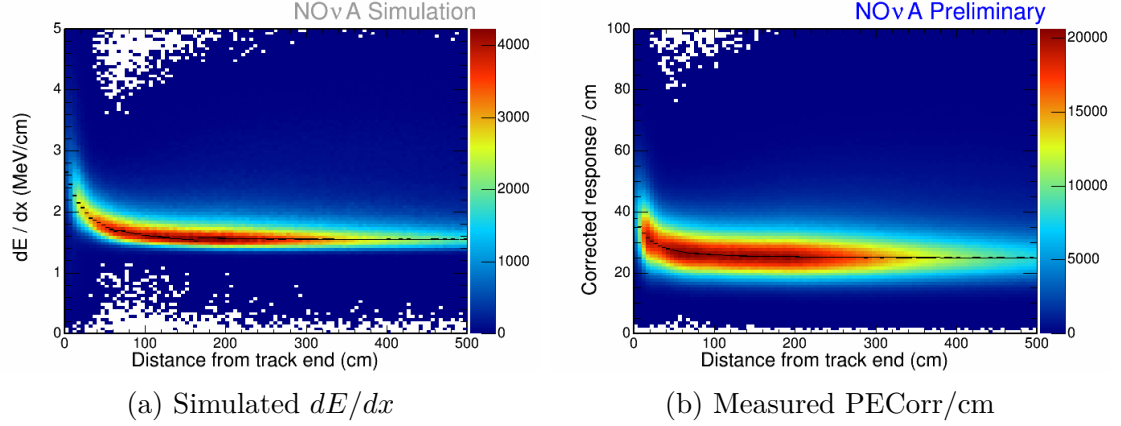 NOνA Simulation
dE / dx (MeV/cm)
5
4
3
2
1
0
0 100 200 300 400 500
Distance from track end (cm)
4000
3000
2000
1000
0
(a) Simulated dE/dx
NOνA Preliminary
Corrected response / cm
100
80
60
40
20
0
0 100 200 300 400 500
Distance from track end (cm)
20000
15000
10000
5000
0
(b) Measured PECorr/cm